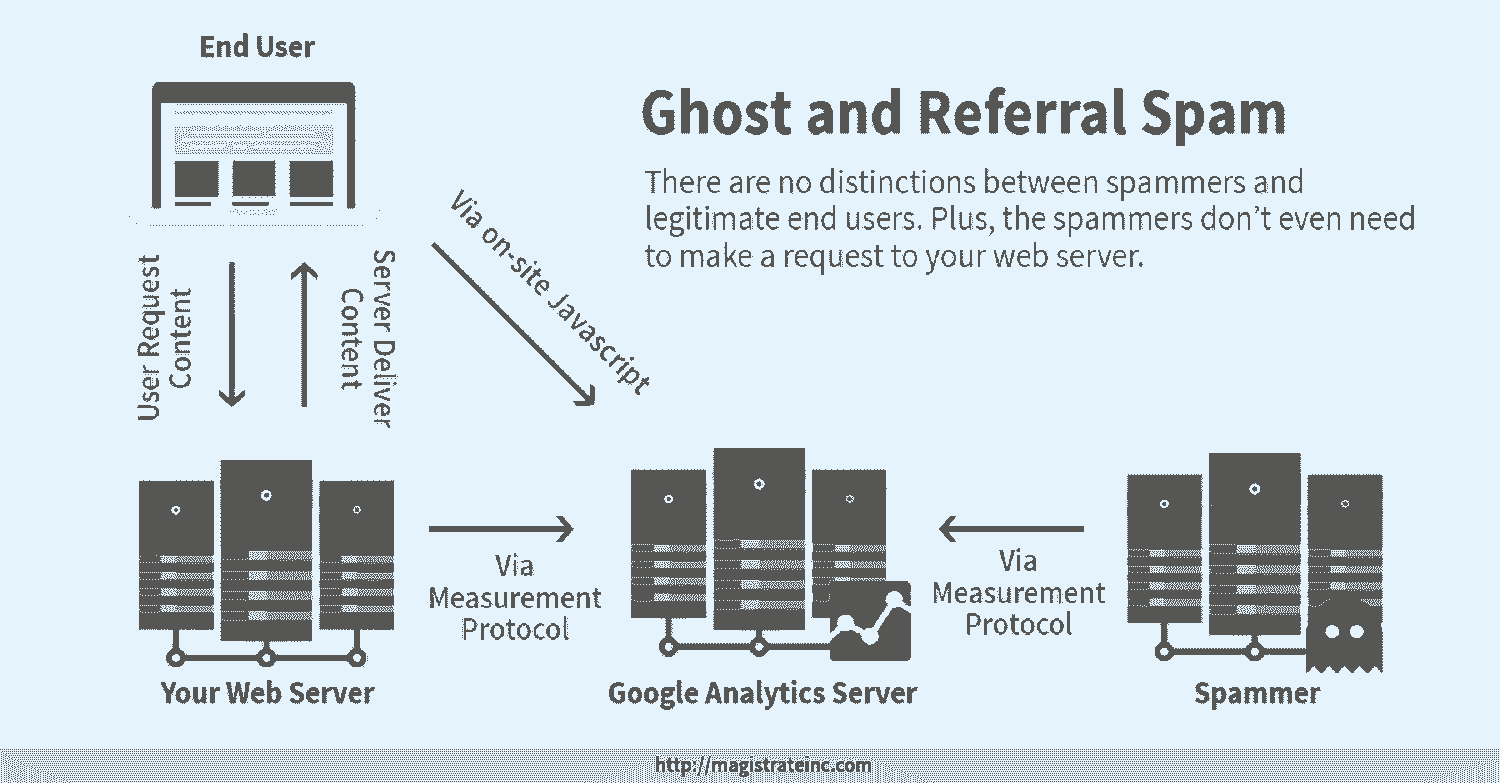 End User
Ghost and Referral Spam
There are no distinctions between spammers and
legitimate end users. Plus, the spammers don't even need
to make a request to your web server.
User Request
Content
Server Deliver
Content
Via on-site Javascript
Via
Measurement
Protocol
Via
Measurement
Protocol
Your Web Server
Google Analytics Server
Spammer
http://magistrateinc.com